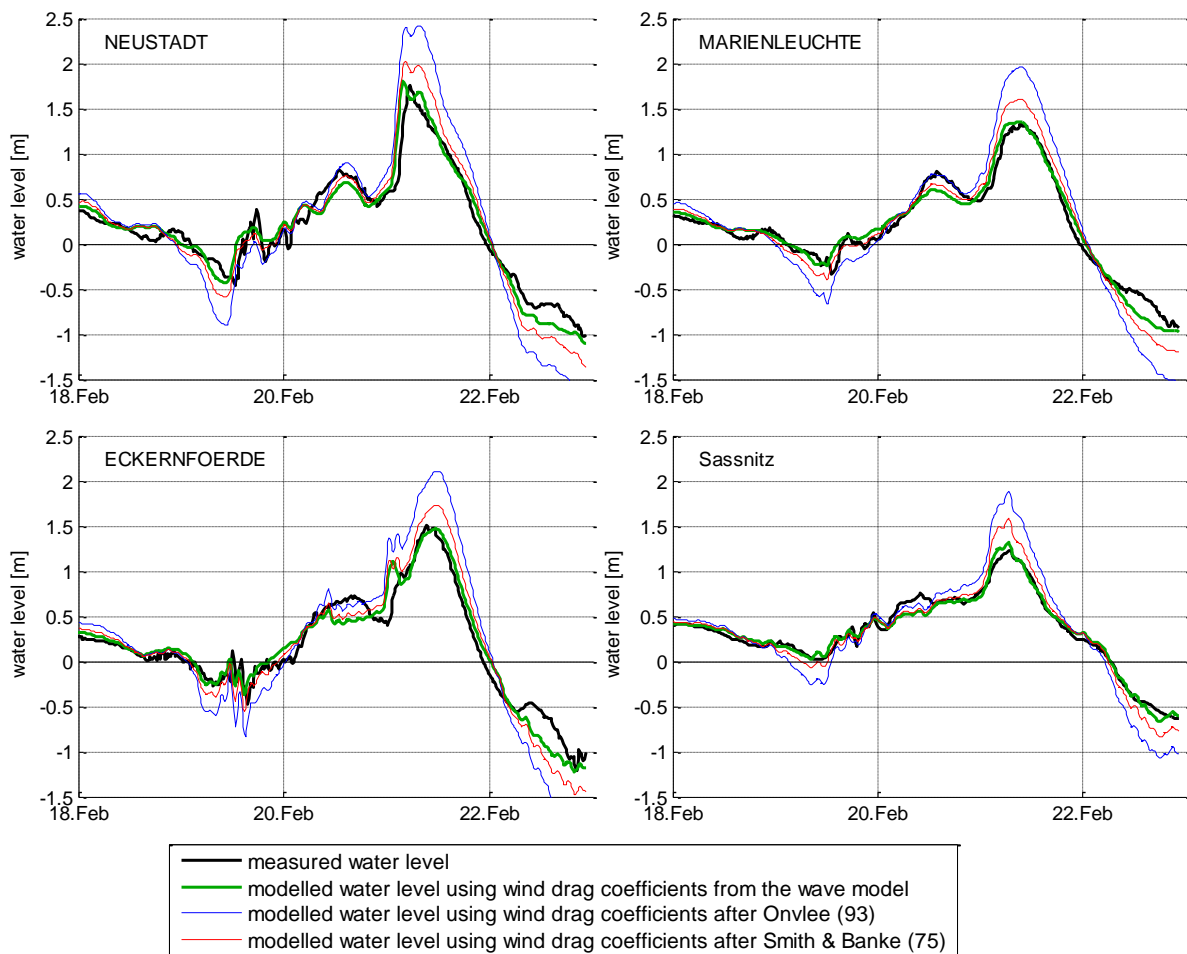 NEUSTADT
water level [m]
2.5
2
1.5
1
0.5
0
-0.5
-1
-1.5
18.Feb 20.Feb 22.Feb
MARIENLEUCHTE
water level [m]
2.5
2
1.5
1
0.5
0
-0.5
-1
-1.5
18.Feb 20.Feb 22.Feb
ECKERNFOERDE
water level [m]
2.5
2
1.5
1
0.5
0
-0.5
-1
-1.5
18.Feb 20.Feb 22.Feb
Sassnitz
water level [m]
2.5
2
1.5
1
0.5
0
-0.5
-1
-1.5
18.Feb 20.Feb 22.Feb
measured water level
modelled water level using wind drag coefficients from the wave model
modelled water level using wind drag coefficients after Onvlee (93)
modelled water level using wind drag coefficients after Smith & Banke (75)